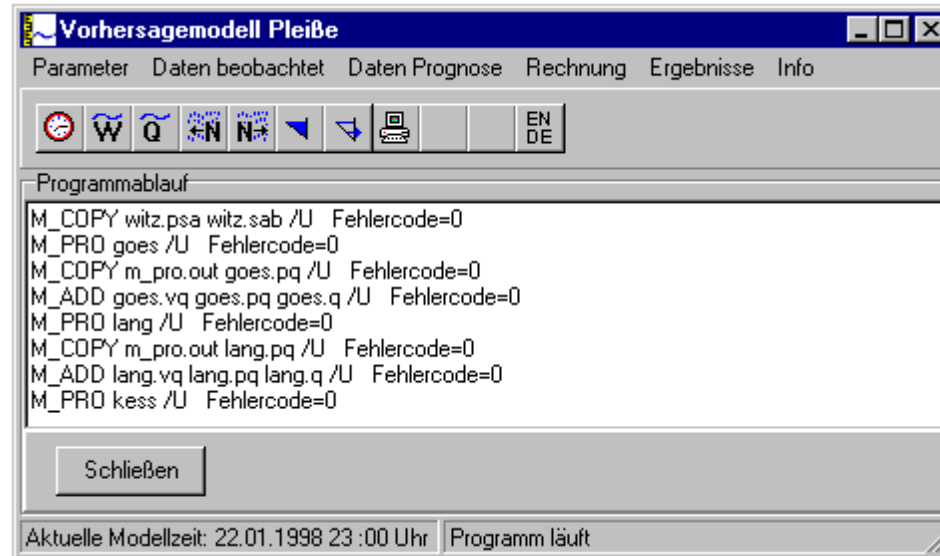 Vorhersagemodell Pleiße
Parameter Daten beobachtet Daten Prognose Rechnung Ergebnisse Info
W Q N N EN
DE
Programmablauf
M_COPY witz.psa witz.sab /U Fehlercode=0
M_PRO goes /U Fehlercode=0
M_COPY m_pro.out goes.pq /U Fehlercode=0
M_ADD goes.vq goes.pq goes.q /U Fehlercode=0
M_PRO lang /U Fehlercode=0
M_COPY m_pro.out lang.pq /U Fehlercode=0
M_ADD lang.vq lang.pq lang.q /U Fehlercode=0
M_PRO kess /U Fehlercode=0
Schließen
Aktuelle Modellzeit: 22.01.1998 23 :00 Uhr Programm läuft